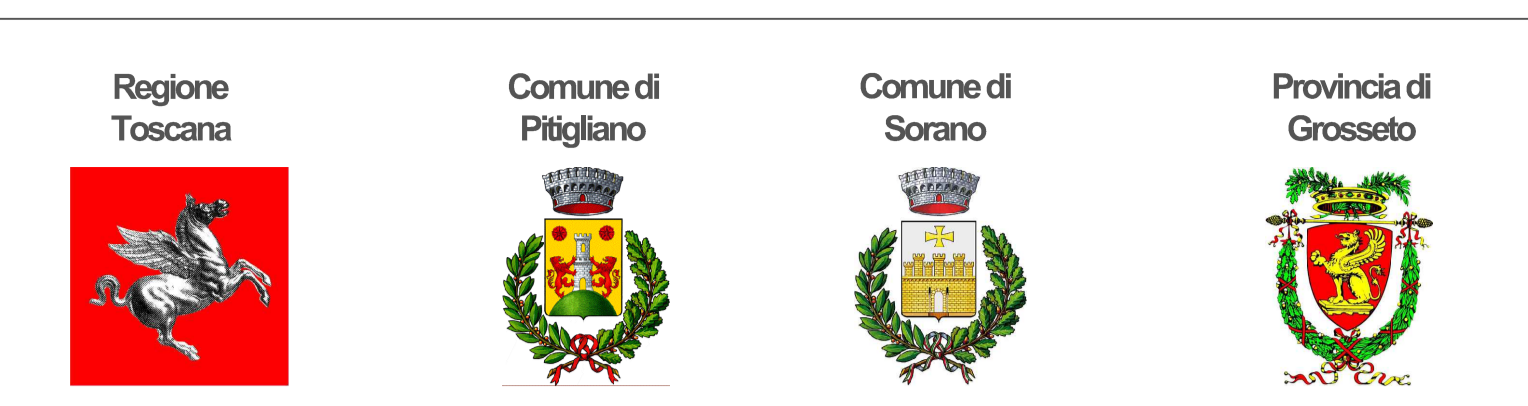 Regione
Toscana
Comune di
Pitigliano
Comune di
Sorano
Provincia di
Grosseto